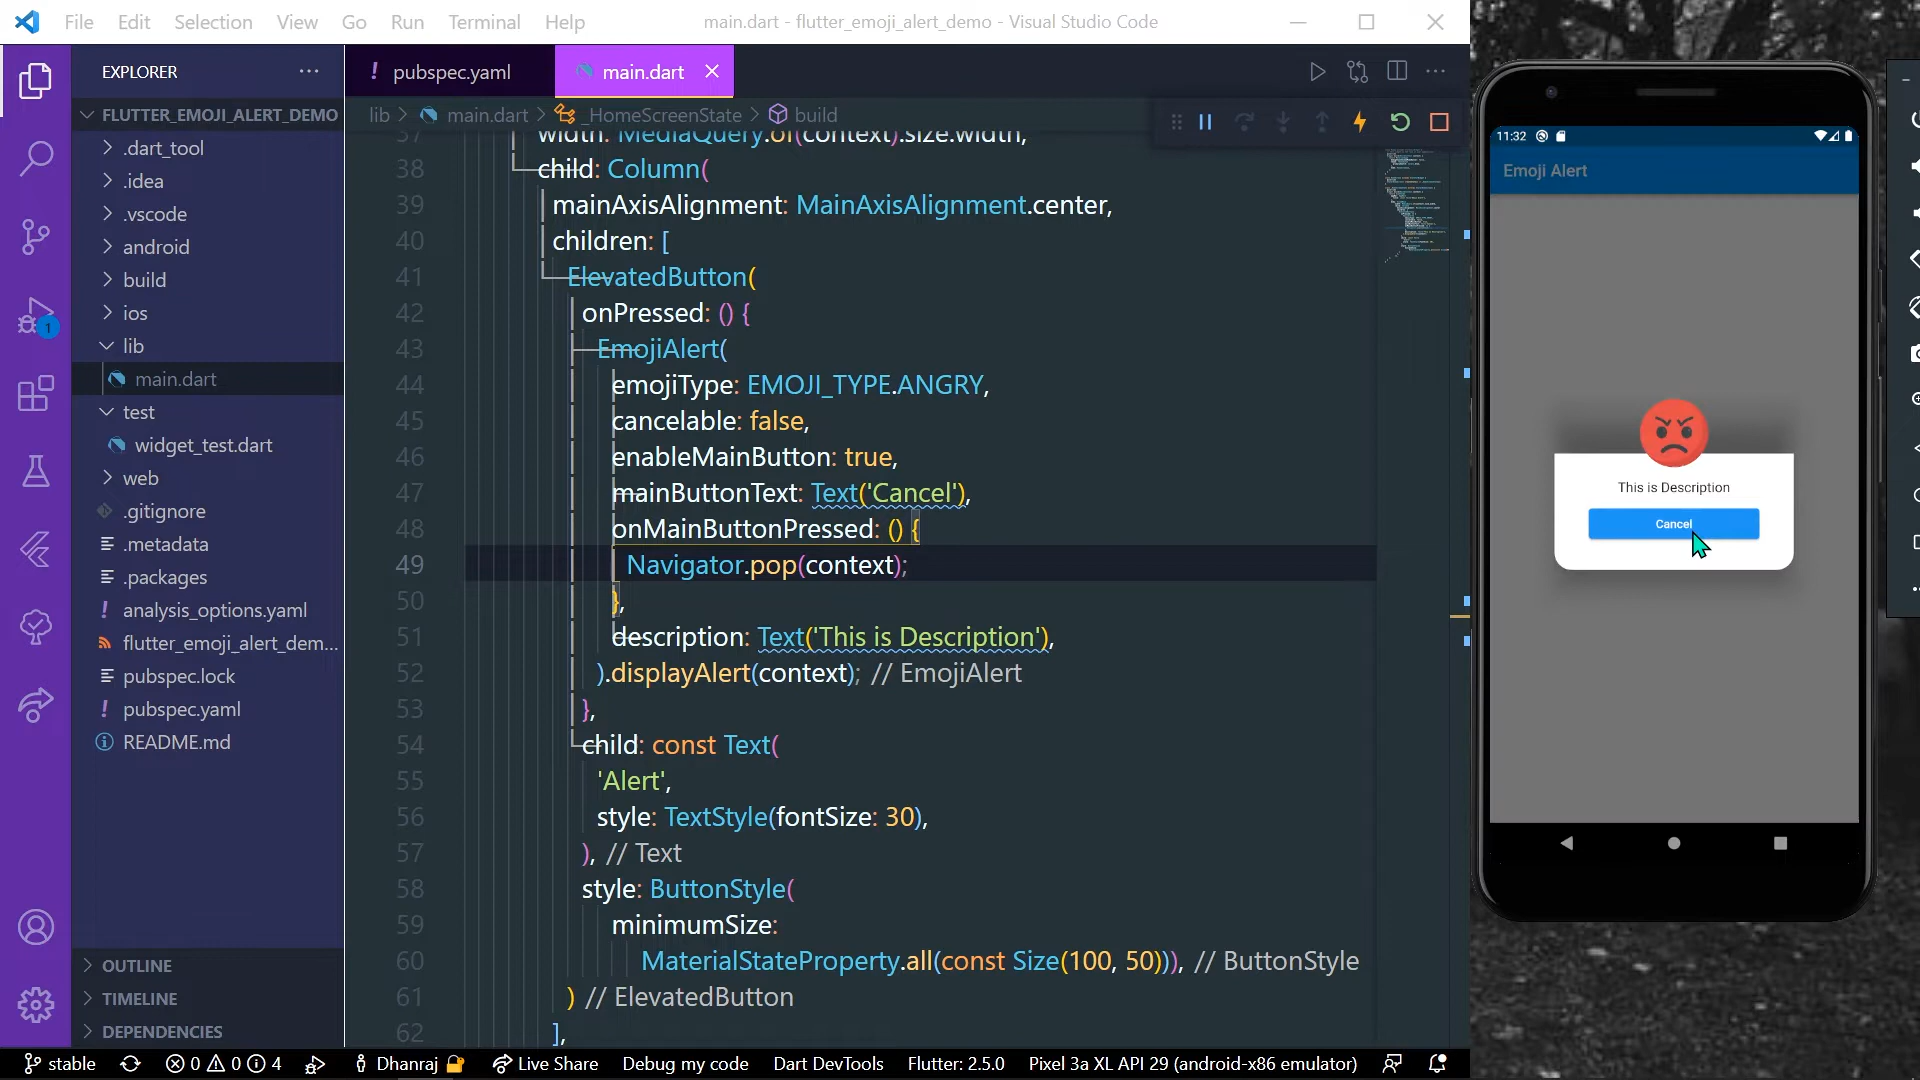 File Edit Selection View Go Run Terminal Help
main.dart - flutter_emoji_alert_demo - Visual Studio Code
EXPLORER
FLUTTER_EMOJI_ALERT_DEMO
.dart_tool
.idea
.vscode
android
build
ios
lib
main.dart
test
widget_test.dart
web
.gitignore
.metadata
.packages
! analysis_options.yaml
flutter_emoji_alert_dem...
pubspec.lock
! pubspec.yaml
README.md
OUTLINE
TIMELINE
DEPENDENCIES
1
! pubspec.yaml
main.dart
lib > main.dart > _HomeScreenState > build
37 width: MediaQuery.of(context).size.width,
38 child: Column(
39 mainAxisAlignment: MainAxisAlignment.center,
40 children: [
41 ElevatedButton(
42 onPressed: () {
43 EmojiAlert(
44 emojiType: EMOJI_TYPE.ANGRY,
45 cancelable: false,
46 enableMainButton: true,
47 mainButtonText: Text('Cancel'),
48 onMainButtonPressed: () {
49 Navigator.pop(context);
50 },
51 description: Text('This is Description'),
52 ).displayAlert(context); // EmojiAlert
53 },
54 child: const Text(
55 'Alert',
56 style: TextStyle(fontSize: 30),
57 ), // Text
58 style: ButtonStyle(
59 minimumSize:
60 MaterialStateProperty.all(const Size(100, 50))), // ButtonStyle
61 ) // ElevatedButton
62 ],
stable 0 0 4 Dhanraj Live Share Debug my code Dart DevTools Flutter: 2.5.0 Pixel 3a XL API 29 (android-x86 emulator)
11:32
Emoji Alert
This is Description
Cancel